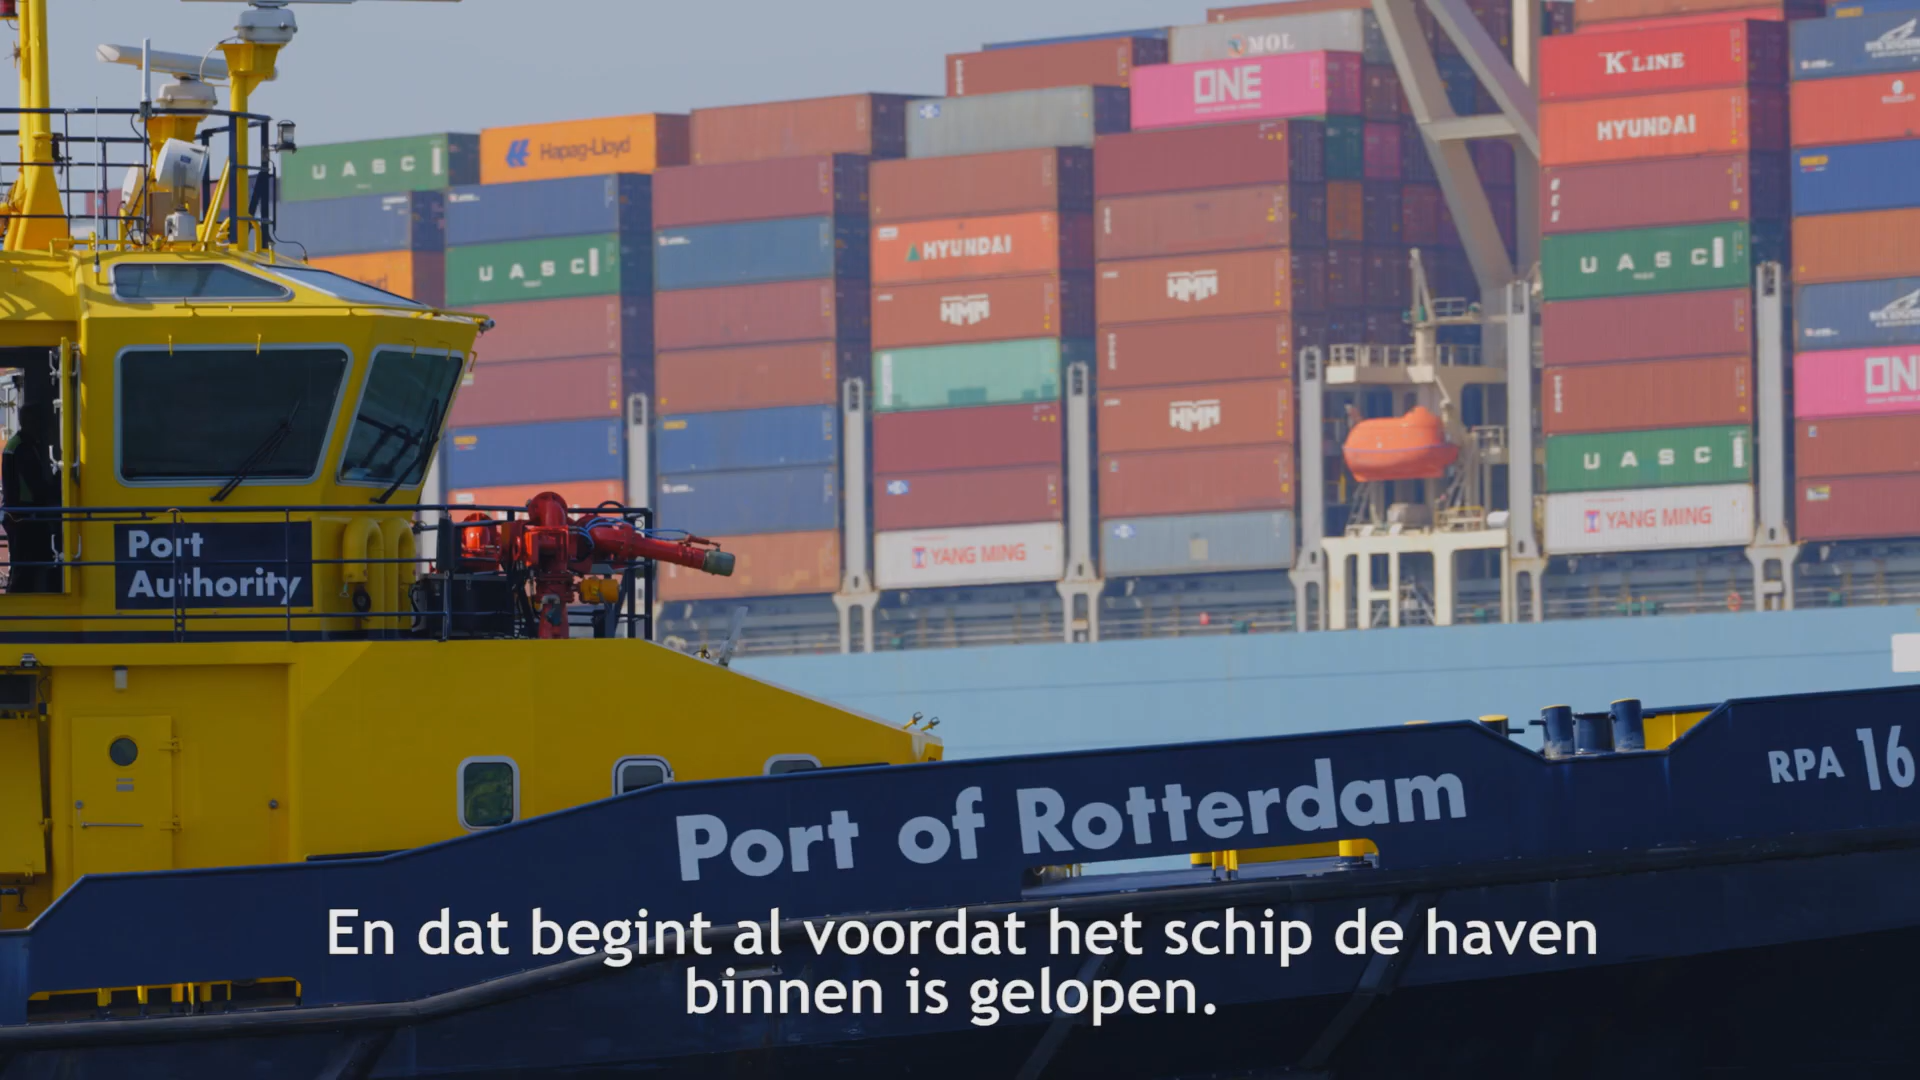 MOL
ONE
K LINE
UASC
Hapag-Lloyd
HYUNDAI
HYUNDAI
UASC
UASC
HMM
HMM
ONE
UASC
YANG MING
YANG MING
Port
Authority
Port of Rotterdam
RPA 16
En dat begint al voordat het schip de haven
binnen is gelopen.